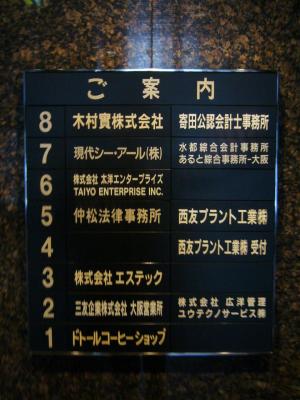 ご案内
8 木村實株式会社 寄田公認会計士事務所
7 現代シー・アール(株) 水都綜合会計事務所
あると綜合事務所-大阪
6 株式会社 太洋エンタープライズ
TAIYO ENTERPRISE INC.
5 仲松法律事務所 西友プラント工業㈱
4 西友プラント工業㈱ 受付
3 株式会社 エステック
2 三友企業株式会社 大阪営業所 株式会社 広洋管理
ユウテクノサービス㈱
1 ドトールコーヒーショップ